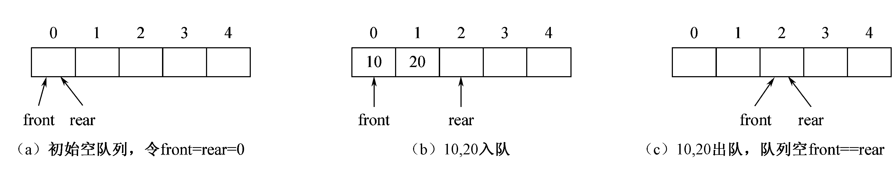 0 1 2 3 4 0 1 2 3 4 0 1 2 3 4
10 20
front rear front rear front rear
（a）初始空队列，令front=rear=0 （b）10,20入队 （c）10,20出队，队列空front==rear